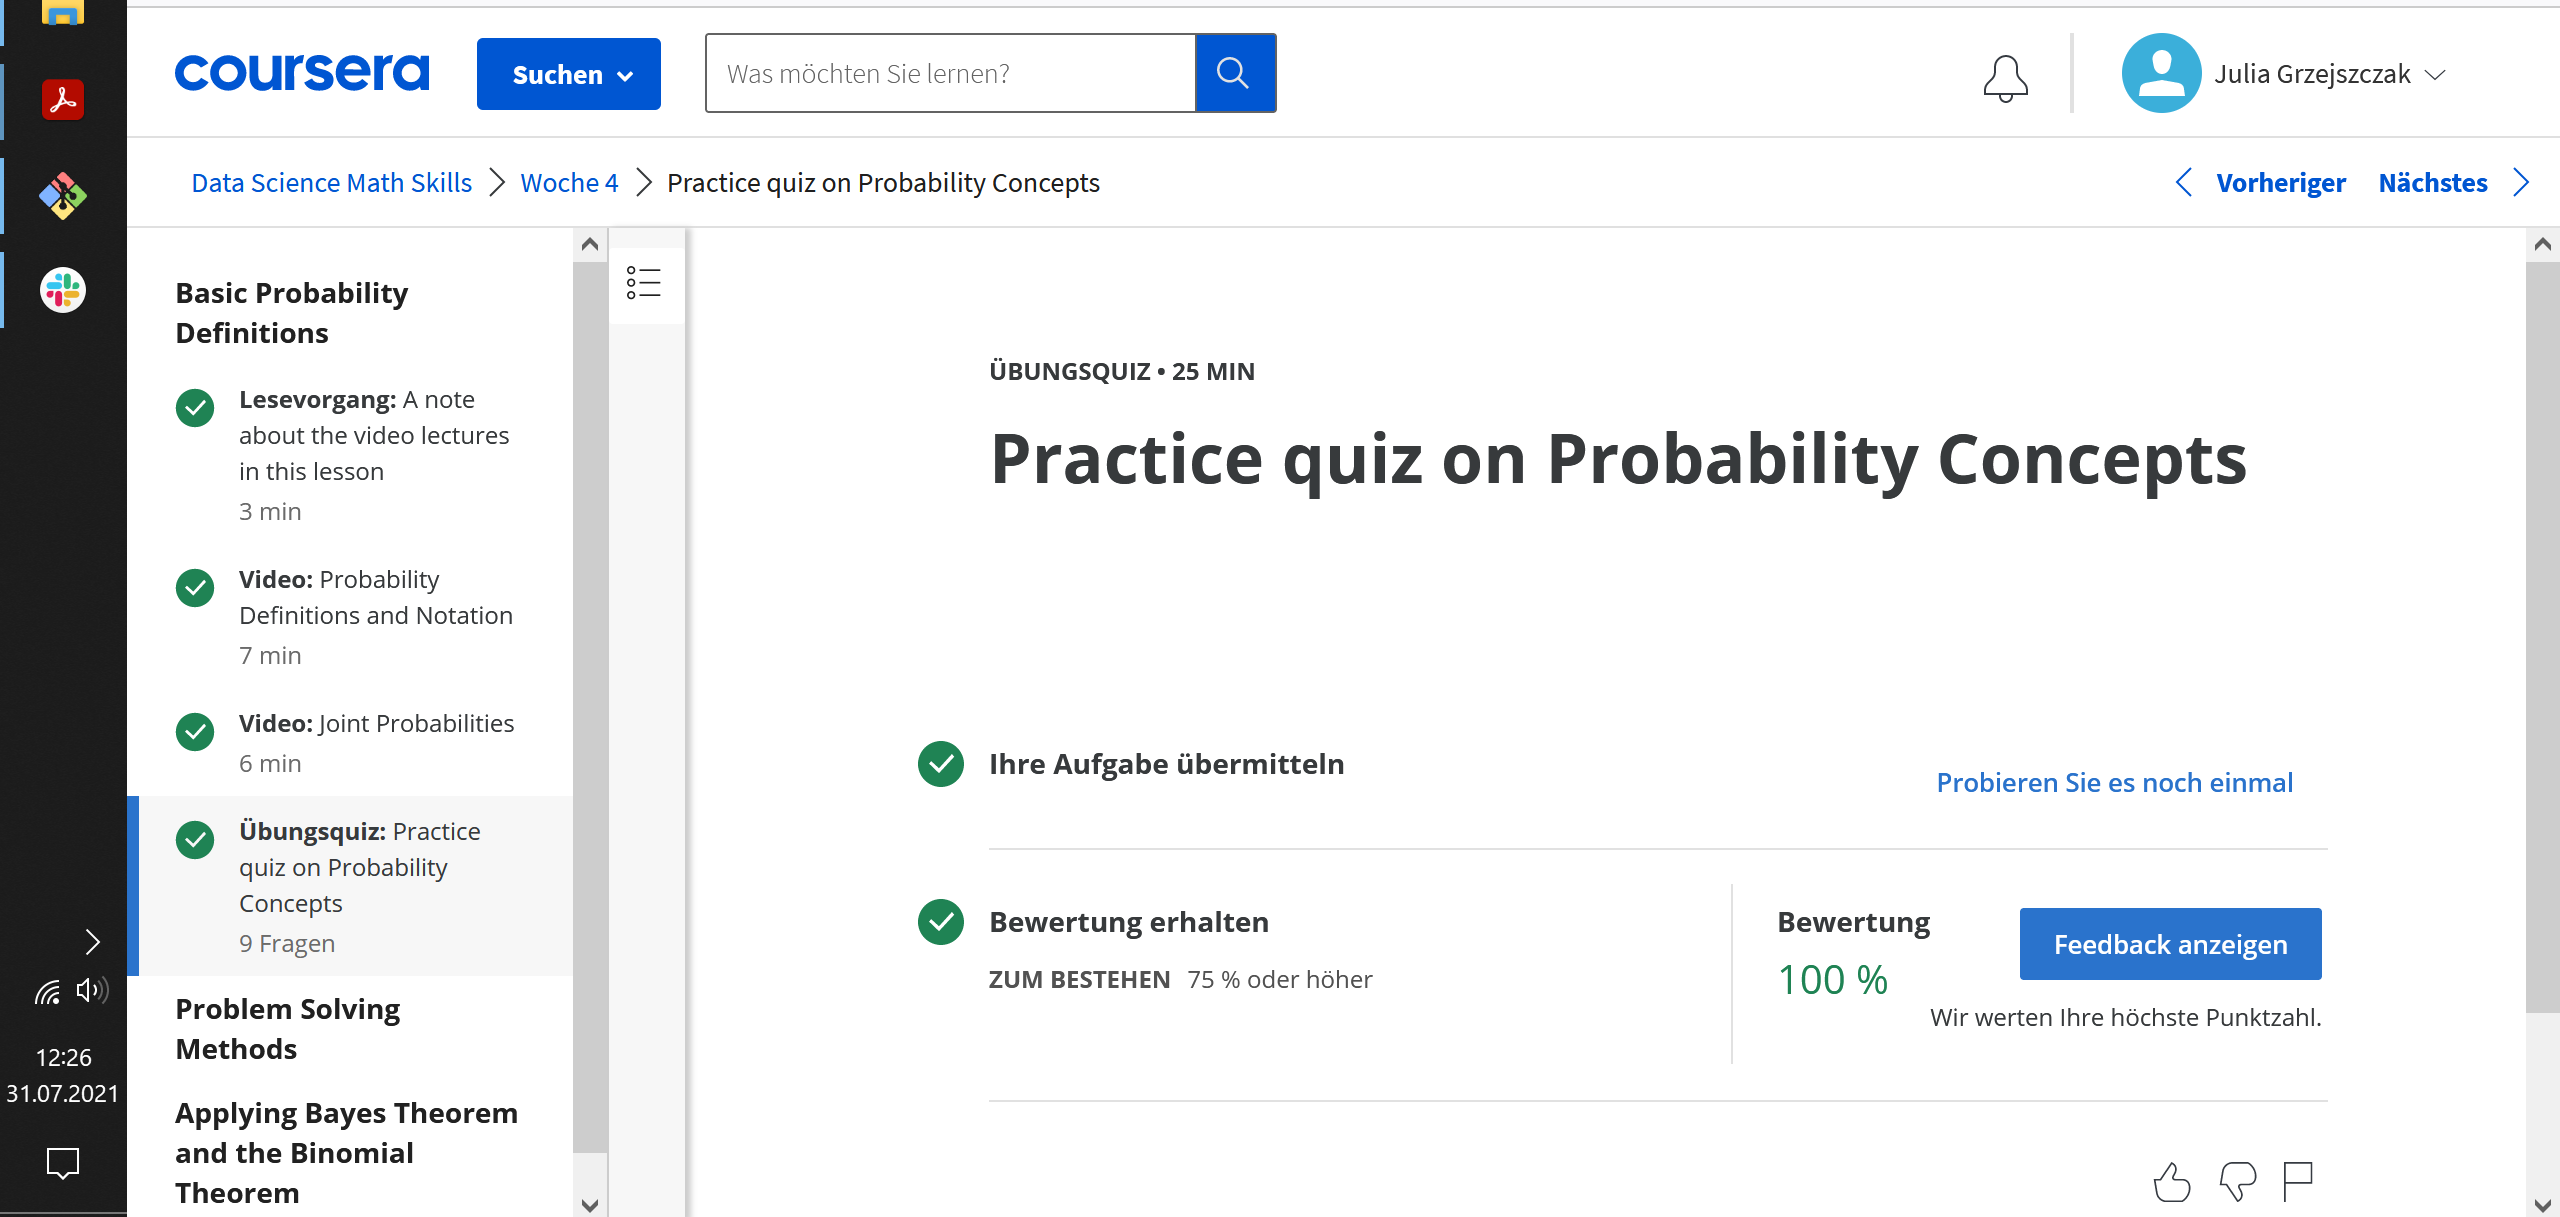 coursera
Suchen
Was möchten Sie lernen?
Julia Grzejszczak
Data Science Math Skills
Woche 4
Practice quiz on Probability Concepts
Vorheriger
Nächstes
Basic Probability
Definitions
Lesevorgang: A note
about the video lectures
in this lesson
3 min
Video: Probability
Definitions and Notation
7 min
Video: Joint Probabilities
6 min
Übungsquiz: Practice
quiz on Probability
Concepts
9 Fragen
Problem Solving
Methods
Applying Bayes Theorem
and the Binomial
Theorem
ÜBUNGSQUIZ • 25 MIN
Practice quiz on Probability Concepts
Ihre Aufgabe übermitteln
Probieren Sie es noch einmal
Bewertung erhalten
ZUM BESTEHEN 75 % oder höher
Bewertung
100 %
Feedback anzeigen
Wir werten Ihre höchste Punktzahl.
12:26
31.07.2021